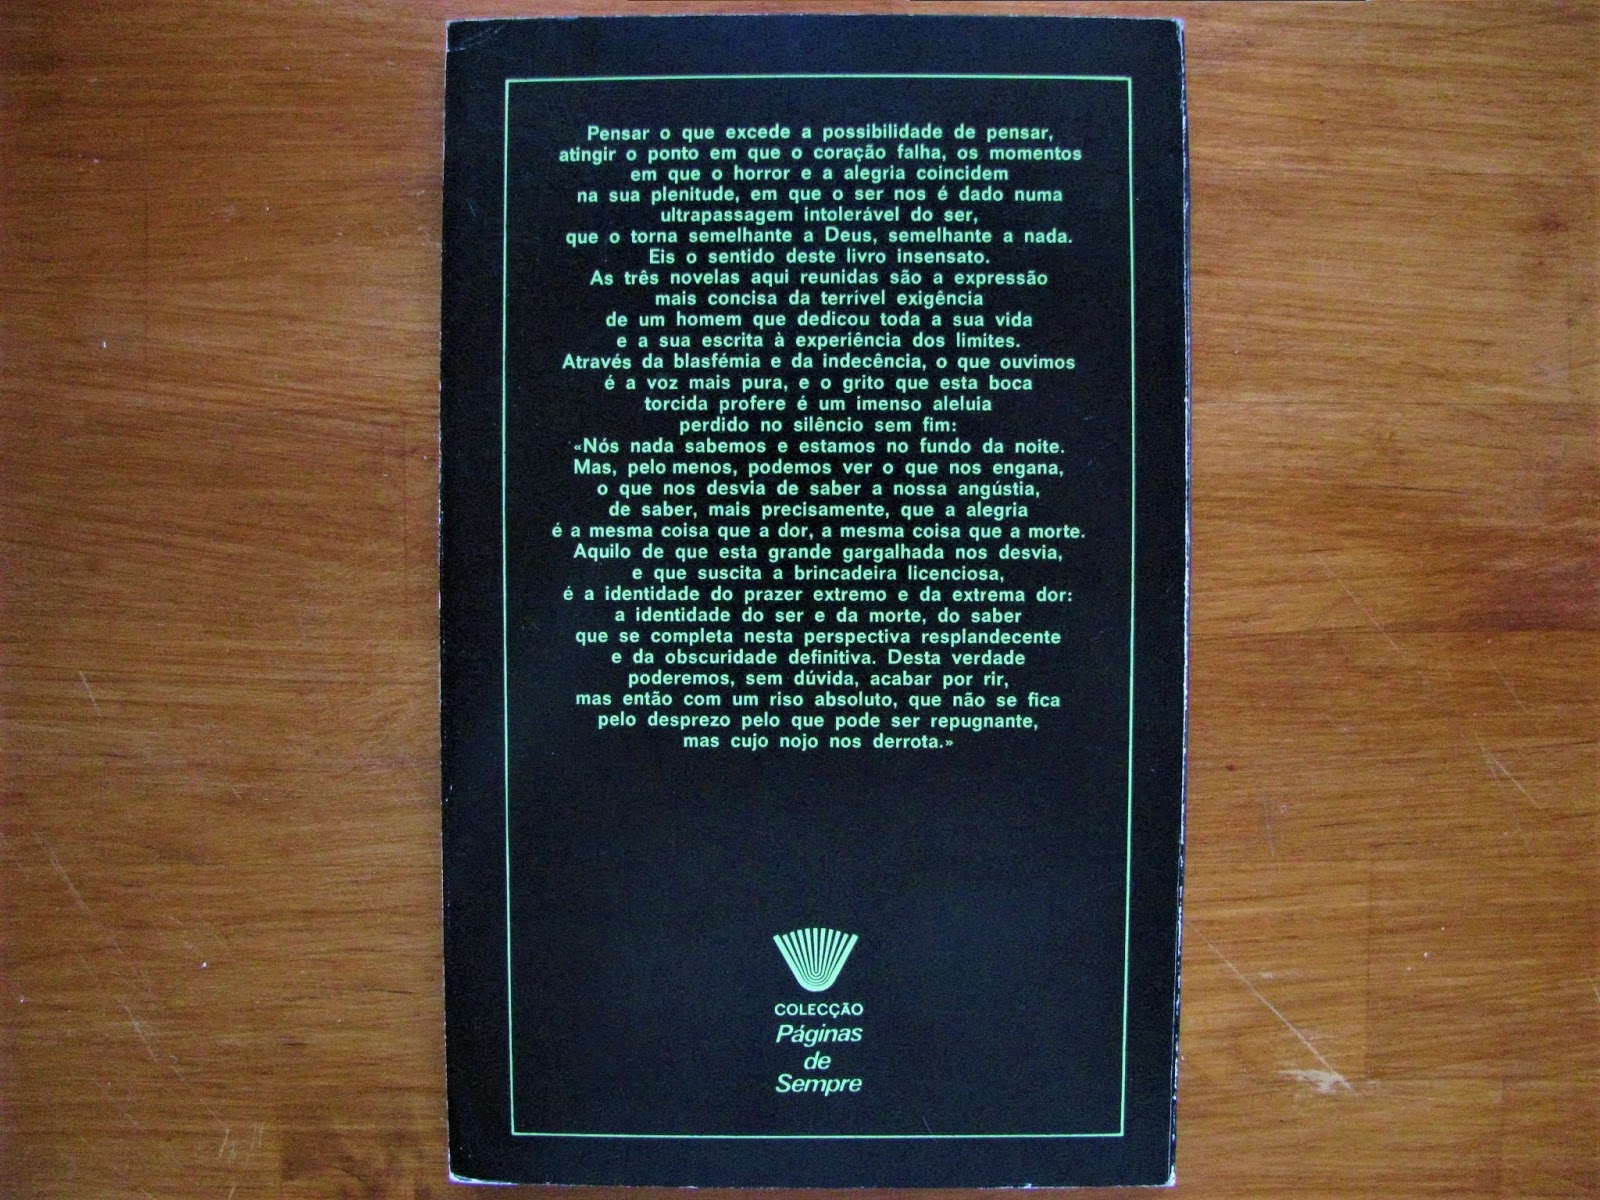 Pensar o que excede a possibilidade de pensar,
atingir o ponto em que o coração falha, os momentos
em que o horror e a alegria coincidem
na sua plenitude, em que o ser nos é dado numa
ultrapassagem intolerável do ser,
que o torna semelhante a Deus, semelhante a nada.
Eis o sentido deste livro insensato.
As três novelas aqui reunidas são a expressão
mais concisa da terrível exigência
de um homem que dedicou toda a sua vida
e a sua escrita à experiência dos limites.
Através da blasfémia e da indecência, o que ouvimos
é a voz mais pura, e o grito que esta boca
torcida profere é um imenso aleluia
perdido no silêncio sem fim:
«Nós nada sabemos e estamos no fundo da noite.
Mas, pelo menos, podemos ver o que nos engana,
o que nos desvia de saber a nossa angústia,
de saber, mais precisamente, que a alegria
é a mesma coisa que a dor, a mesma coisa que a morte.
Aquilo de que esta grande gargalhada nos desvia,
e que suscita a brincadeira licenciosa,
é a identidade do prazer extremo e da extrema dor:
a identidade do ser e da morte, do saber
que se completa nesta perspectiva resplandecente
e da obscuridade definitiva. Desta verdade
poderemos, sem dúvida, acabar por rir,
mas então com um riso absoluto, que não se fica
pelo desprezo pelo que pode ser repugnante,
mas cujo nojo nos derrota.»
COLECÇÃO
Páginas
de
Sempre